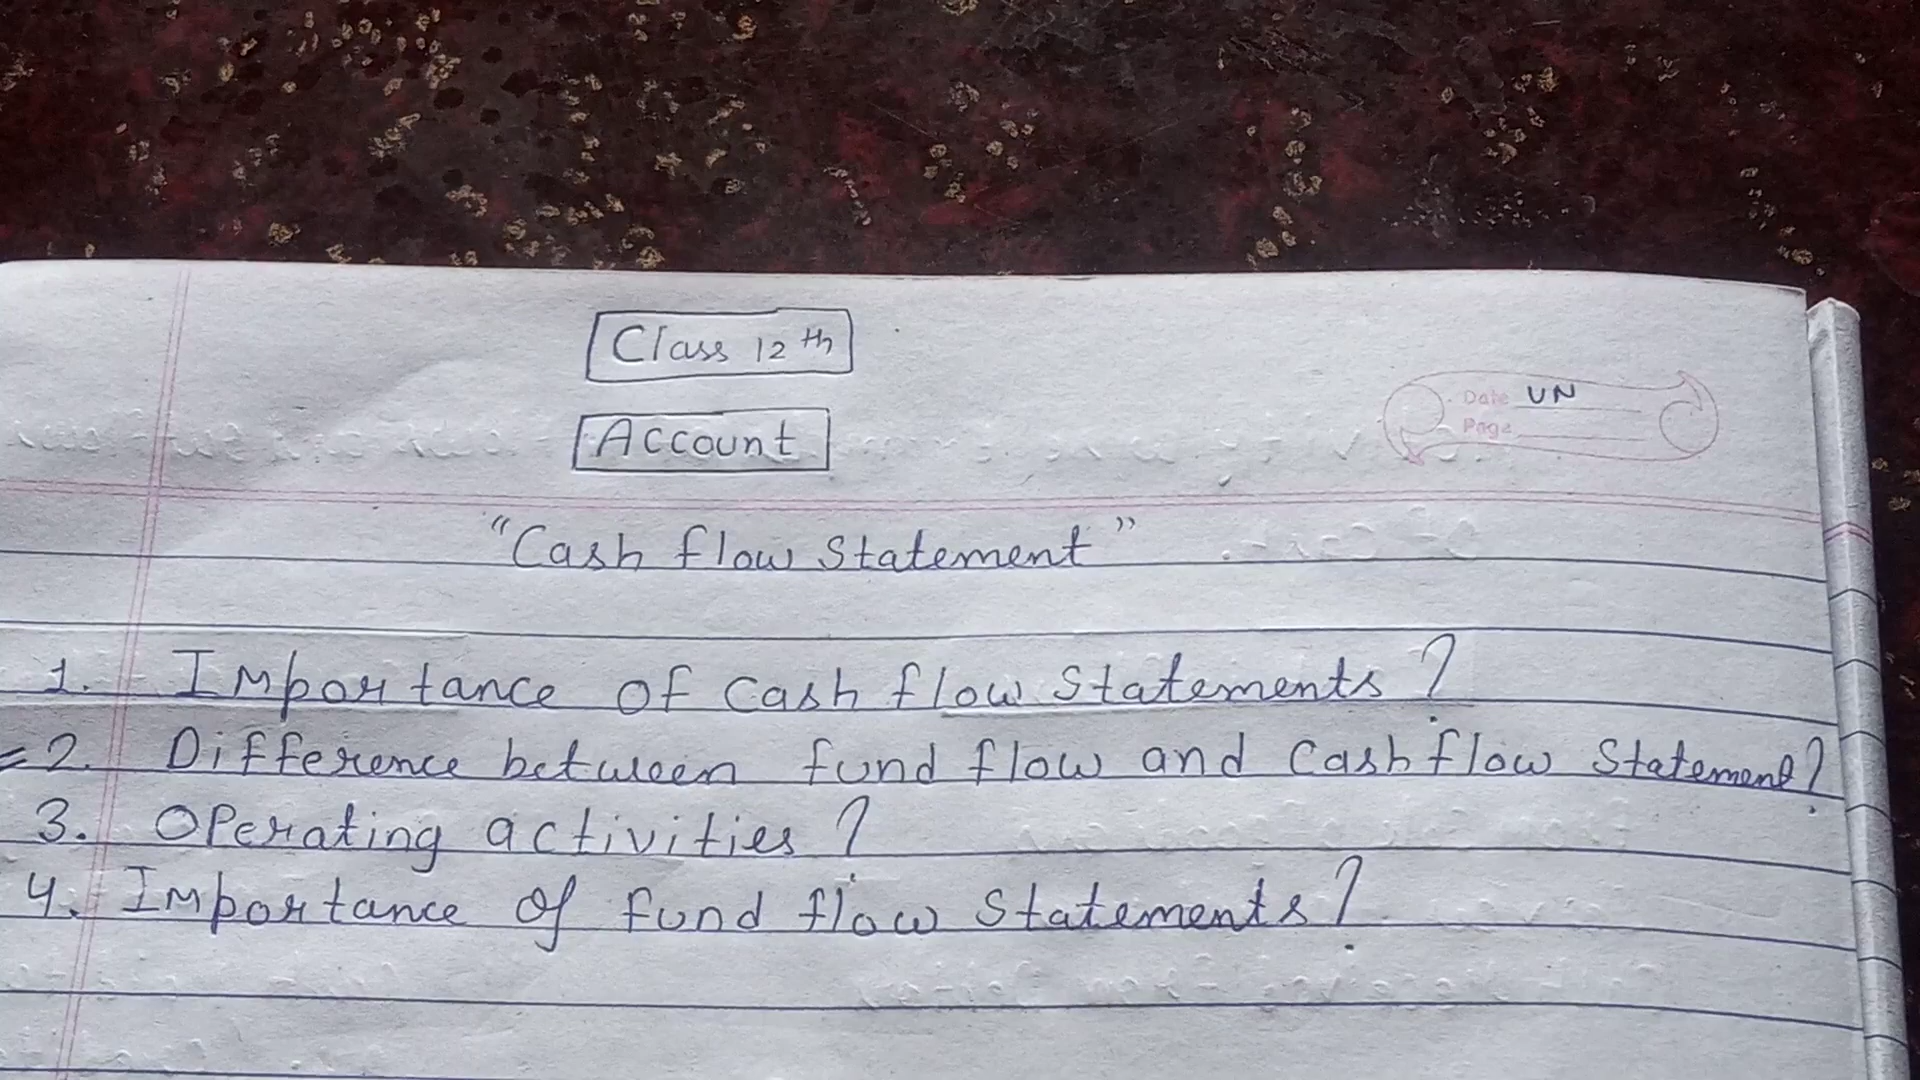 Class 12th
Date UN
Account
Page
"Cash flow Statement"
1. Importance of Cash flow Statements?
2. Difference between fund flow and Cash flow Statement?
3. Operating activities?
4. Importance of fund flow Statements?